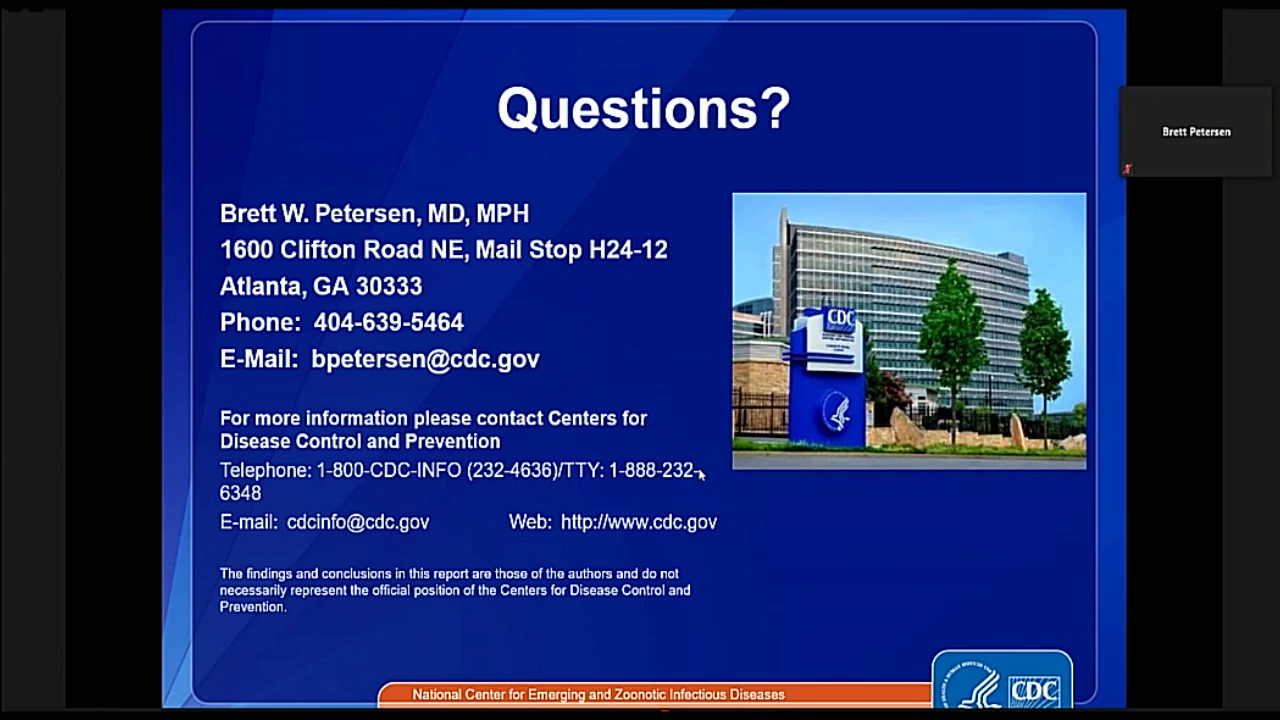 Questions?
Brett Petersen
Brett W. Petersen, MD, MPH
1600 Clifton Road NE, Mail Stop H24-12
Atlanta, GA 30333
Phone: 404-639-5464
E-Mail: bpetersen@cdc.gov
CDC
For more information please contact Centers for
Disease Control and Prevention
Telephone: 1-800-CDC-INFO (232-4636)/TTY: 1-888-232-
6348
E-mail: cdcinfo@cdc.gov Web: http://www.cdc.gov
The findings and conclusions in this report are those of the authors and do not
necessarily represent the official position of the Centers for Disease Control and
Prevention.
National Center for Emerging and Zoonotic Infectious Diseases
CDC